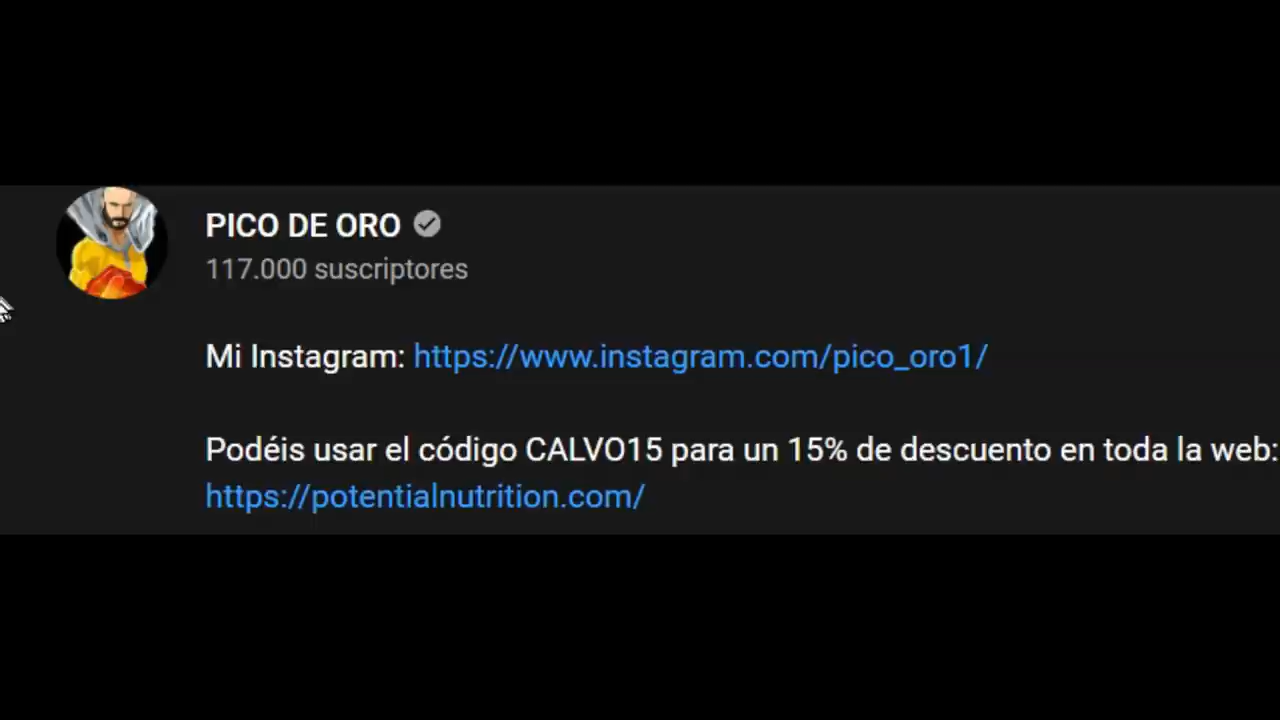 PICO DE ORO
117.000 suscriptores
Mi Instagram: https://www.instagram.com/pico_oro1/
Podéis usar el código CALVO15 para un 15% de descuento en toda la web:
https://potentialnutrition.com/